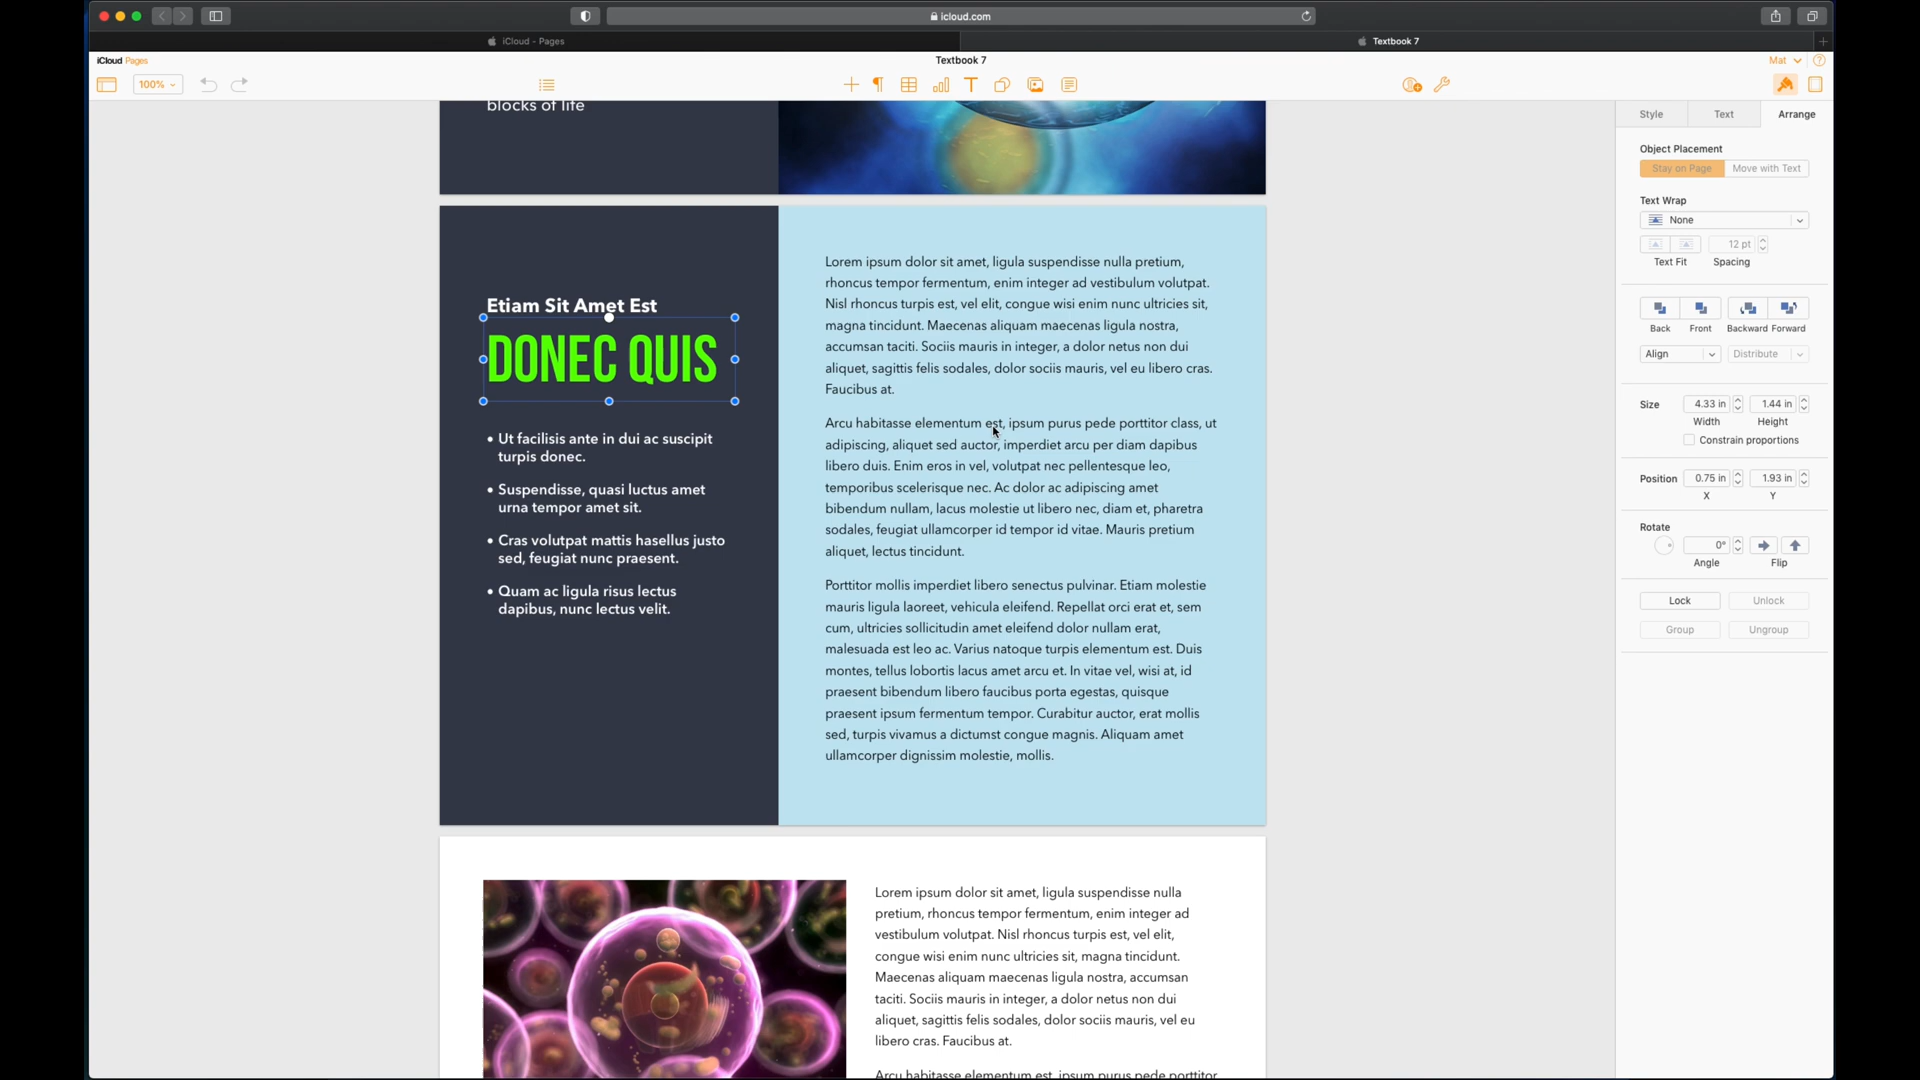 icloud.com
iCloud - Pages
Textbook 7
iCloud Pages
Textbook 7
Mat
100%
blocks of life
Etiam Sit Amet Est
DONEC QUIS
• Ut facilisis ante in dui ac suscipit
turpis donec.
• Suspendisse, quasi luctus amet
urna tempor amet sit.
• Cras volutpat mattis hasellus justo
sed, feugiat nunc praesent.
• Quam ac ligula risus lectus
dapibus, nunc lectus velit.
Lorem ipsum dolor sit amet, ligula suspendisse nulla pretium,
rhoncus tempor fermentum, enim integer ad vestibulum volutpat.
Nisl rhoncus turpis est, vel elit, congue wisi enim nunc ultricies sit,
magna tincidunt. Maecenas aliquam maecenas ligula nostra,
accumsan taciti. Sociis mauris in integer, a dolor netus non dui
aliquet, sagittis felis sodales, dolor sociis mauris, vel eu libero cras.
Faucibus at.
Arcu habitasse elementum est, ipsum purus pede porttitor class, ut
adipiscing, aliquet sed auctor, imperdiet arcu per diam dapibus
libero duis. Enim eros in vel, volutpat nec pellentesque leo,
temporibus scelerisque nec. Ac dolor ac adipiscing amet
bibendum nullam, lacus molestie ut libero nec, diam et, pharetra
sodales, feugiat ullamcorper id tempor id vitae. Mauris pretium
aliquet, lectus tincidunt.
Porttitor mollis imperdiet libero senectus pulvinar. Etiam molestie
mauris ligula laoreet, vehicula eleifend. Repellat orci erat et, sem
cum, ultricies sollicitudin amet eleifend dolor nullam erat,
malesuada est leo ac. Varius natoque turpis elementum est. Duis
montes, tellus lobortis lacus amet arcu et. In vitae vel, wisi at, id
praesent bibendum libero faucibus porta egestas, quisque
praesent ipsum fermentum tempor. Curabitur auctor, erat mollis
sed, turpis vivamus a dictumst congue magnis. Aliquam amet
ullamcorper dignissim molestie, mollis.
Lorem ipsum dolor sit amet, ligula suspendisse nulla
pretium, rhoncus tempor fermentum, enim integer ad
vestibulum volutpat. Nisl rhoncus turpis est, vel elit,
congue wisi enim nunc ultricies sit, magna tincidunt.
Maecenas aliquam maecenas ligula nostra, accumsan
taciti. Sociis mauris in integer, a dolor netus non dui
aliquet, sagittis felis sodales, dolor sociis mauris, vel eu
libero cras. Faucibus at.
Arcu habitasse elementum est, ipsum purus pede porttitor
Style Text Arrange
Object Placement
Stay on Page Move with Text
Text Wrap
None
12 pt
Text Fit Spacing
Back Front Backward Forward
Align Distribute
Size 4.33 in 1.44 in
Width Height
Constrain proportions
Position 0.75 in 1.93 in
X Y
Rotate
0°
Angle Flip
Lock Unlock
Group Ungroup